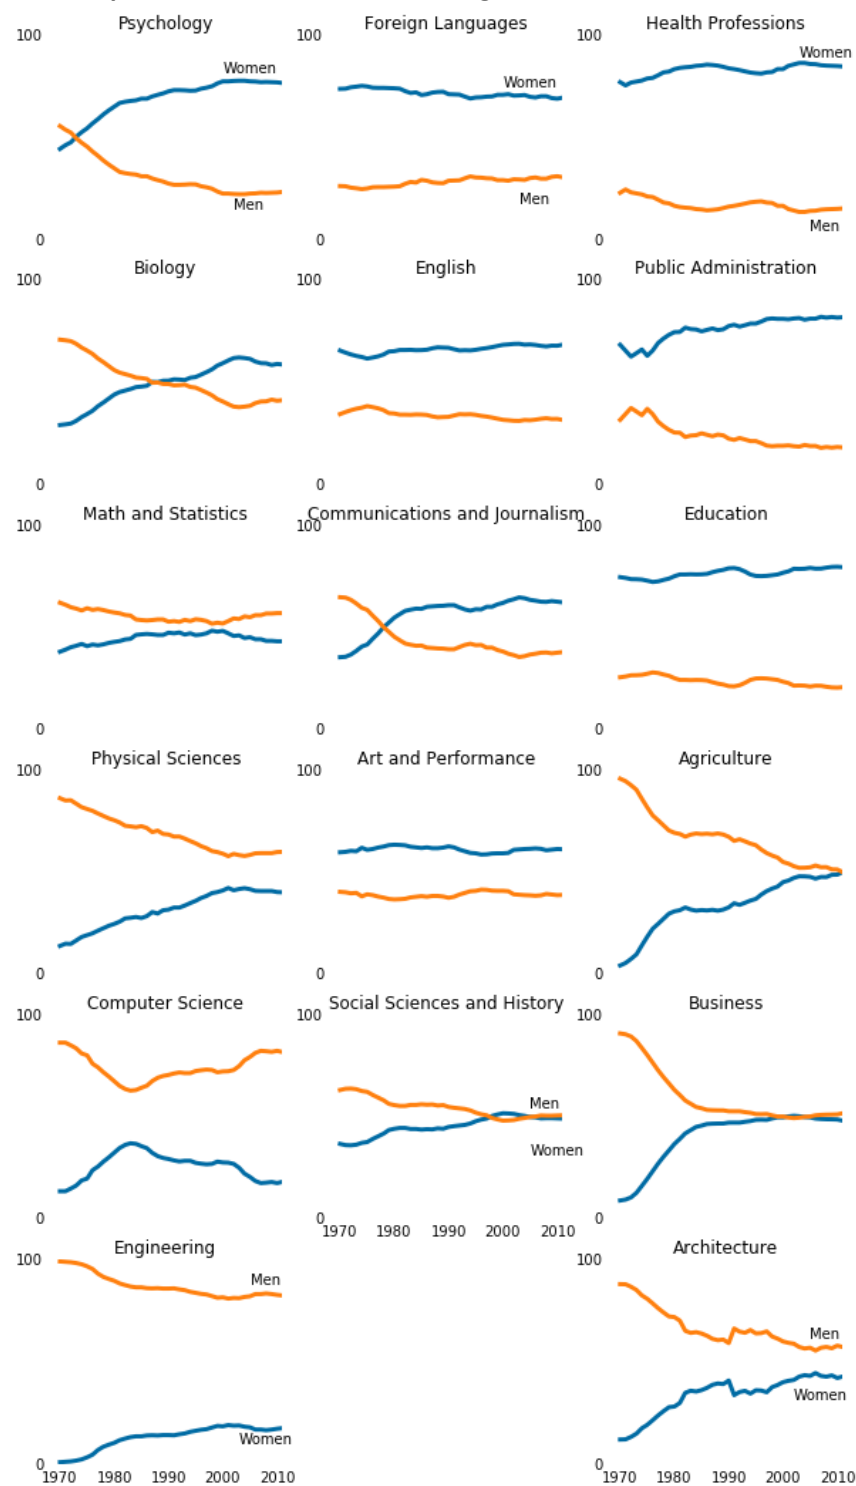 Psychology Foreign Languages Health Professions
100 100 100
Women Women Women
Men Men Men
0 0 0
Biology English Public Administration
100 100 100
0 0 0
Math and Statistics Communications and Journalism Education
100 100 100
0 0 0
Physical Sciences Art and Performance Agriculture
100 100 100
0 0 0
Computer Science Social Sciences and History Business
100 100 100
Men
Women
0 0 0
1970 1980 1990 2000 2010
Engineering Architecture
100 100
Men Men
Women Women
0 0
1970 1980 1990 2000 2010 1970 1980 1990 2000 2010